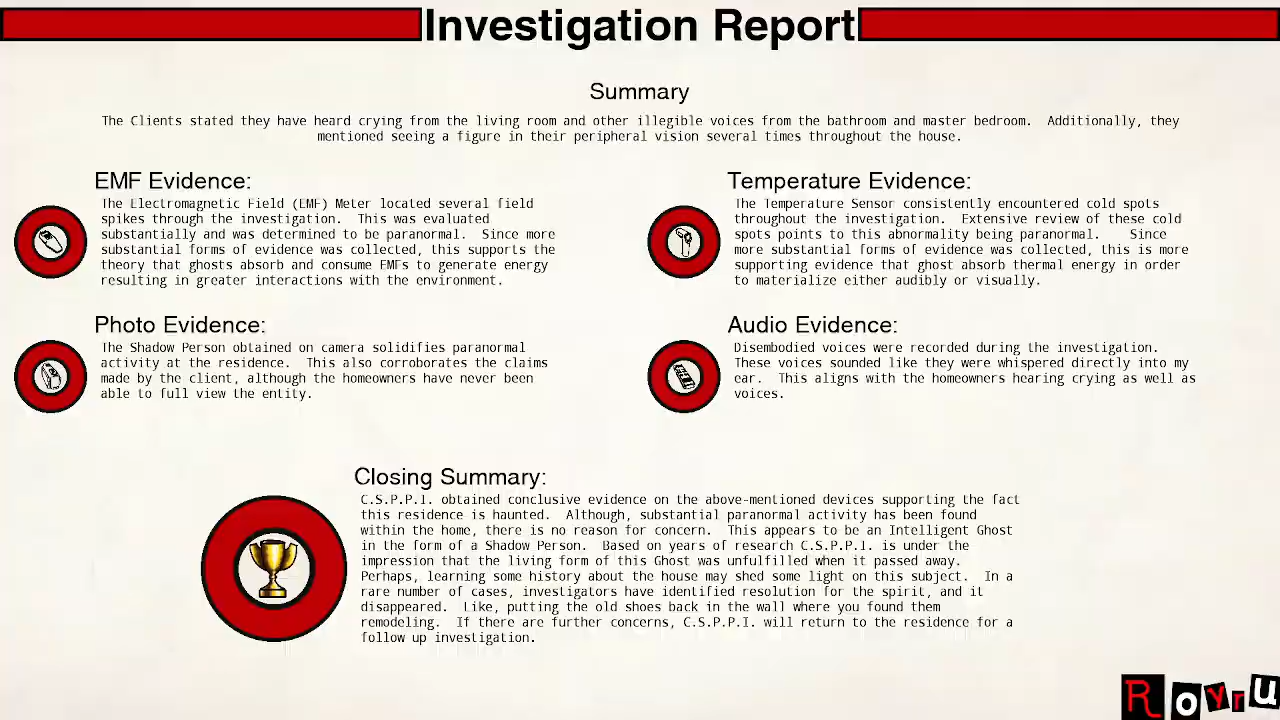 Investigation Report
Summary
The Clients stated they have heard crying from the living room and other illegible voices from the bathroom and master bedroom.  Additionally, they
mentioned seeing a figure in their peripheral vision several times throughout the house.
EMF Evidence:
The Electromagnetic Field (EMF) Meter located several field
spikes through the investigation.  This was evaluated
substantially and was determined to be paranormal.  Since more
substantial forms of evidence was collected, this supports the
theory that ghosts absorb and consume EMFs to generate energy
resulting in greater interactions with the environment.
Temperature Evidence:
The Temperature Sensor consistently encountered cold spots
throughout the investigation.  Extensive review of these cold
spots points to this abnormality being paranormal.    Since
more substantial forms of evidence was collected, this is more
supporting evidence that ghost absorb thermal energy in order
to materialize either audibly or visually.
Photo Evidence:
The Shadow Person obtained on camera solidifies paranormal
activity at the residence.  This also corroborates the claims
made by the client, although the homeowners have never been
able to full view the entity.
Audio Evidence:
Disembodied voices were recorded during the investigation.
These voices sounded like they were whispered directly into my
ear.  This aligns with the homeowners hearing crying as well as
voices.
Closing Summary:
C.S.P.P.I. obtained conclusive evidence on the above-mentioned devices supporting the fact
this residence is haunted.  Although, substantial paranormal activity has been found
within the home, there is no reason for concern.  This appears to be an Intelligent Ghost
in the form of a Shadow Person.  Based on years of research C.S.P.P.I. is under the
impression that the living form of this Ghost was unfulfilled when it passed away.
Perhaps, learning some history about the house may shed some light on this subject.  In a
rare number of cases, investigators have identified resolution for the spirit, and it
disappeared.  Like, putting the old shoes back in the wall where you found them
remodeling.  If there are further concerns, C.S.P.P.I. will return to the residence for a
follow up investigation.
Royru